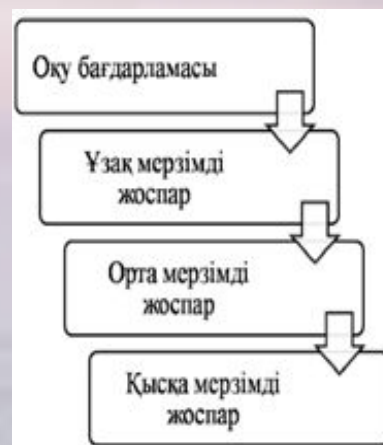 Оқу бағдарламасы
Ұзақ мерзімді
жоспар
Орта мерзімді
жоспар
Қысқа мерзімді
жоспар